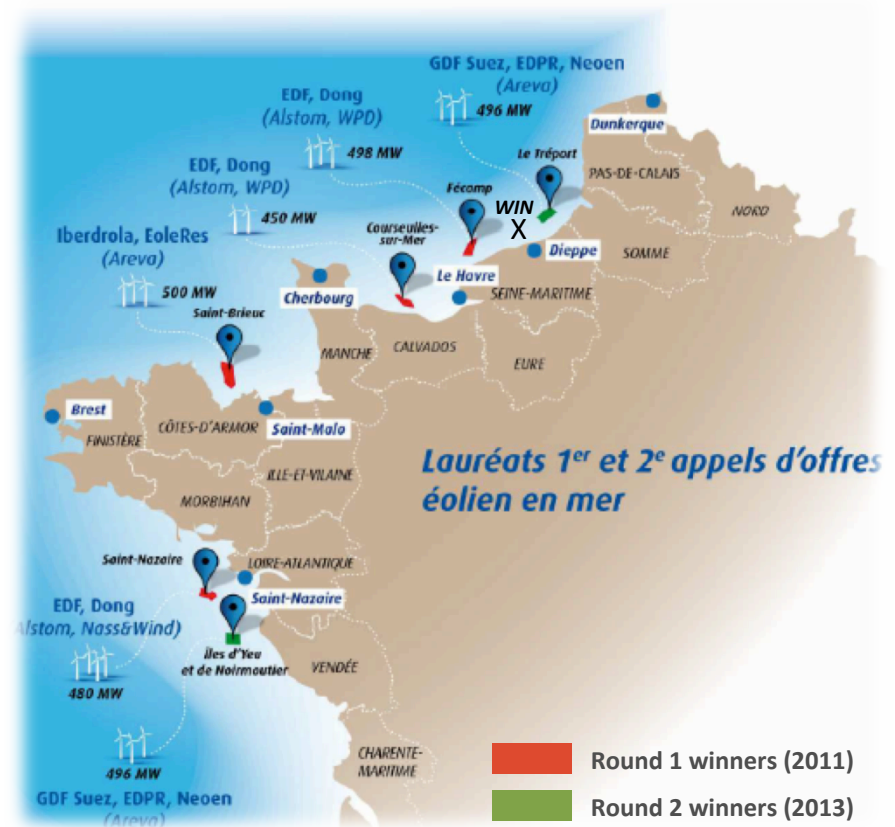 GDF Suez, EDPR, Neoen
(Areva)
496 MW
EDF, Dong
(Alstom, WPD)
498 MW
EDF, Dong
(Alstom, WPD)
450 MW
Iberdrola, EoleRes
(Areva)
500 MW
Dunkerque
Le Tréport
PAS-DE-CALAIS
NORD
Fécamp
WIN
X
Dieppe
SOMME
Courseulles-
sur-Mer
Le Havre
SEINE-MARITIME
Cherbourg
Saint-Brieuc
MANCHE
CALVADOS
EURE
Brest
FINISTÈRE
CÔTES-D'ARMOR
Saint-Malo
ILLE-ET-VILAINE
MORBIHAN
Lauréats 1er et 2e appels d'offres
éolien en mer
Saint-Nazaire
LOIRE-ATLANTIQUE
Saint-Nazaire
EDF, Dong
Alstom, Nass&Wind)
480 MW
Îles d'Yeu
et de Noirmoutier
VENDÉE
496 MW
GDF Suez, EDPR, Neoen
(Areva)
CHARENTE-
MARITIME
Round 1 winners (2011)
Round 2 winners (2013)